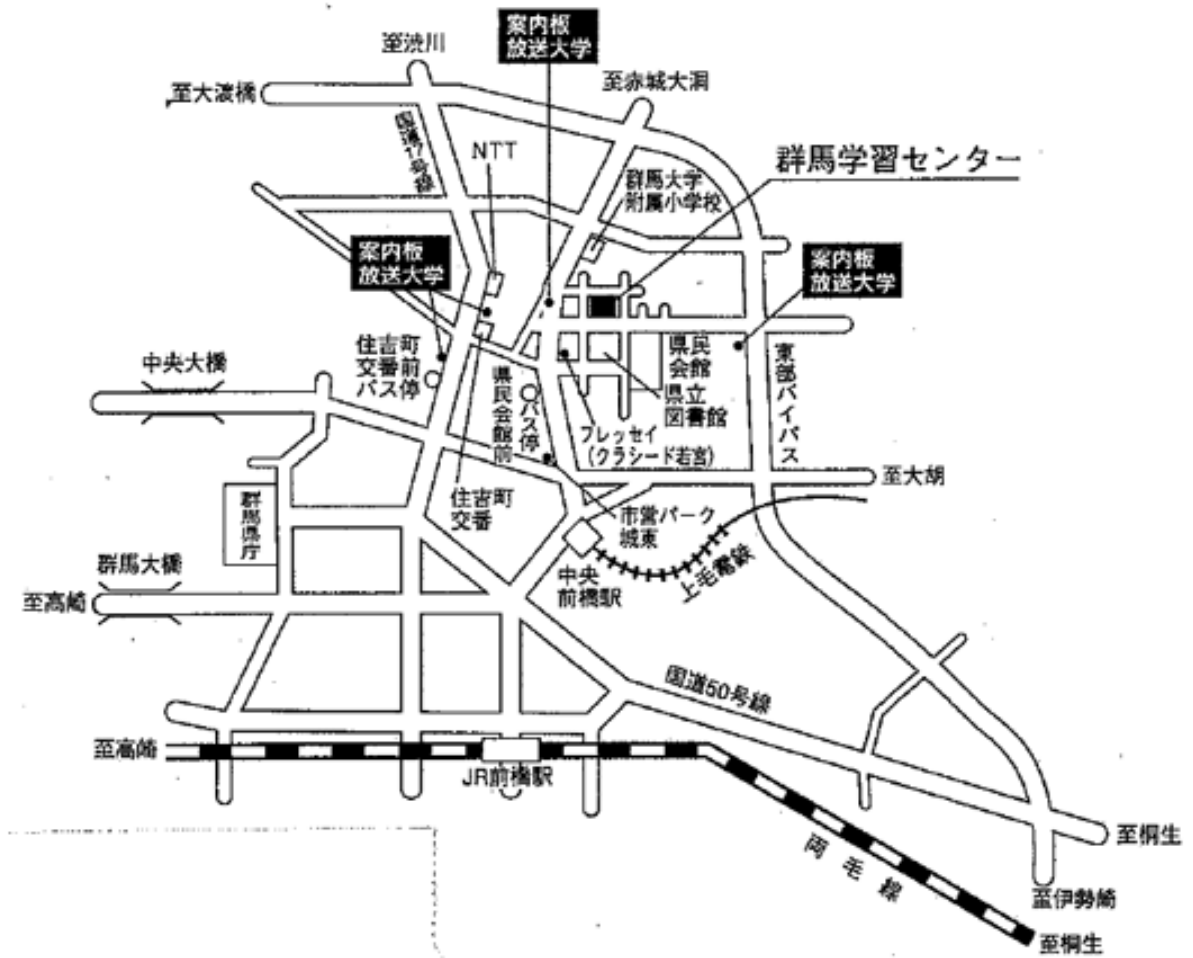 案内板
放送大学
至渋川
至赤城大洞
至大渡橋
国道17号線
NTT
群馬学習センター
群馬大学
附属小学校
案内板
放送大学
案内板
放送大学
住吉町
交番前
バス停
県民会館前
バス停
県民
会館
県立
図書館
東部バイパス
中央大橋
フレッセイ
(クラシード若宮)
至大胡
群馬県庁
住吉町
交番
市営パーク
城東
群馬大橋
中央
前橋駅
上毛電鉄
至高崎
国道50号線
至高崎
JR前橋駅
両毛線
至桐生
至伊勢崎
至桐生